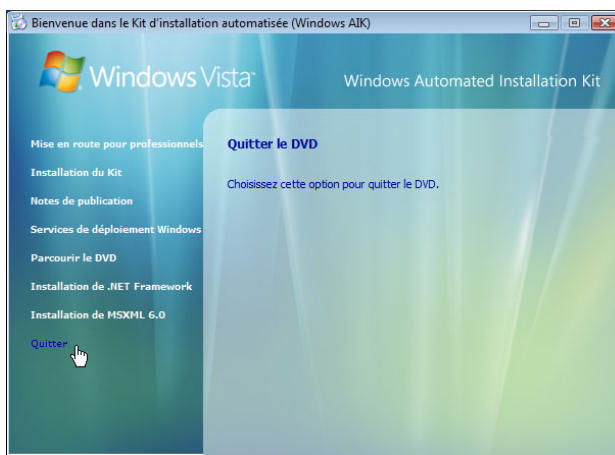 Bienvenue dans le Kit d'installation automatisée (Windows AIK)
Windows Vista™
Windows Automated Installation Kit
Mise en route pour professionnels
Installation du Kit
Notes de publication
Services de déploiement Windows
Parcourir le DVD
Installation de .NET Framework
Installation de MSXML 6.0
Quitter
Quitter le DVD
Choisissez cette option pour quitter le DVD.